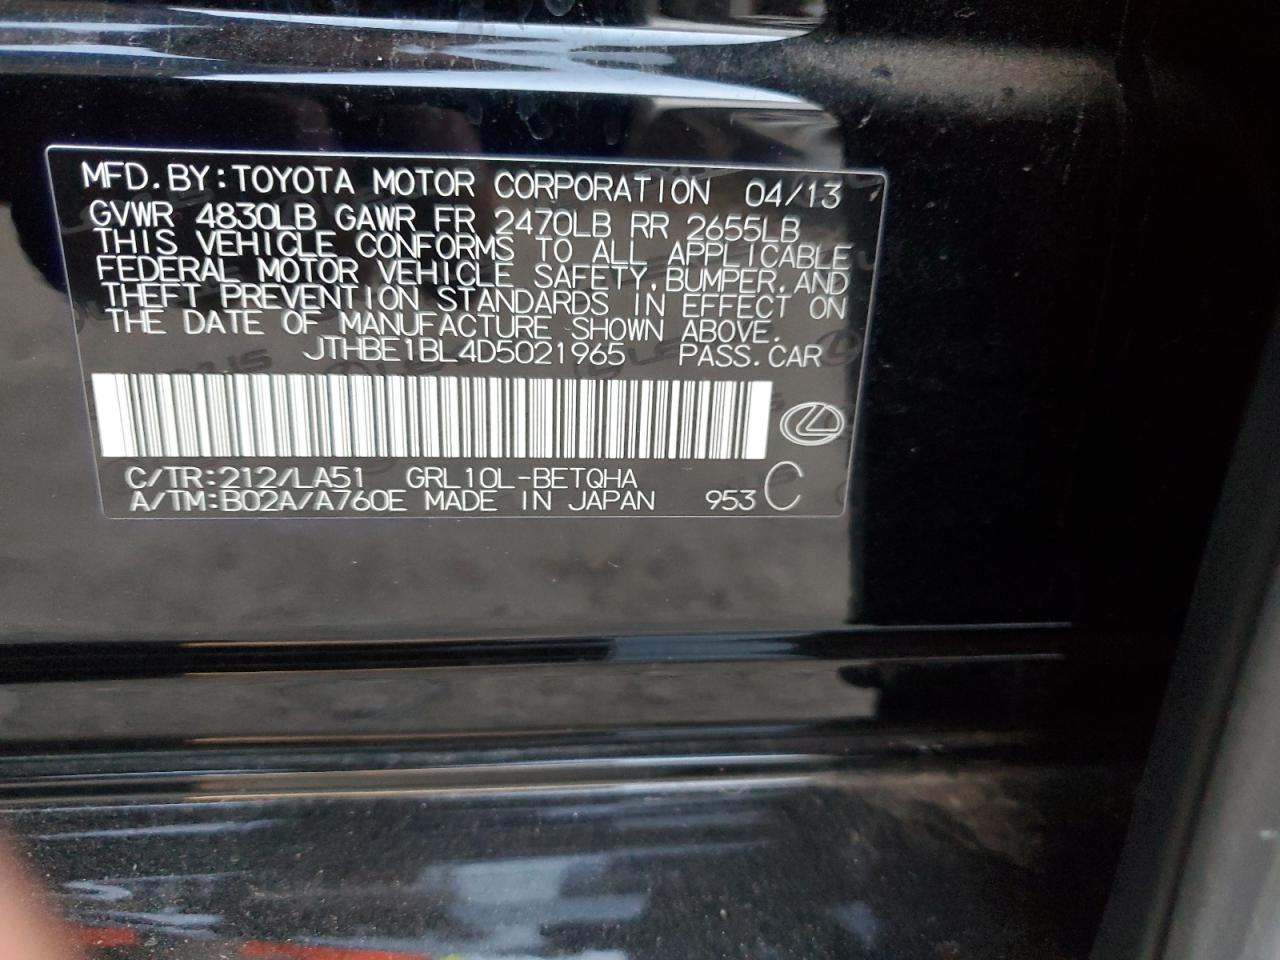 MFD.BY:TOYOTA MOTOR CORPORATION 04/13
GVWR 4830LB GAWR FR 2470LB RR 2655LB
THIS VEHICLE CONFORMS TO ALL APPLICABLE
FEDERAL MOTOR VEHICLE SAFETY,BUMPER,AND
THEFT PREVENTION STANDARDS IN EFFECT ON
THE DATE OF MANUFACTURE SHOWN ABOVE.
JTHBE1BL4D5021965 PASS.CAR
C/TR:212/LA51 GRL10L-BETQHA
A/TM:B02A/A760E MADE IN JAPAN 953 C